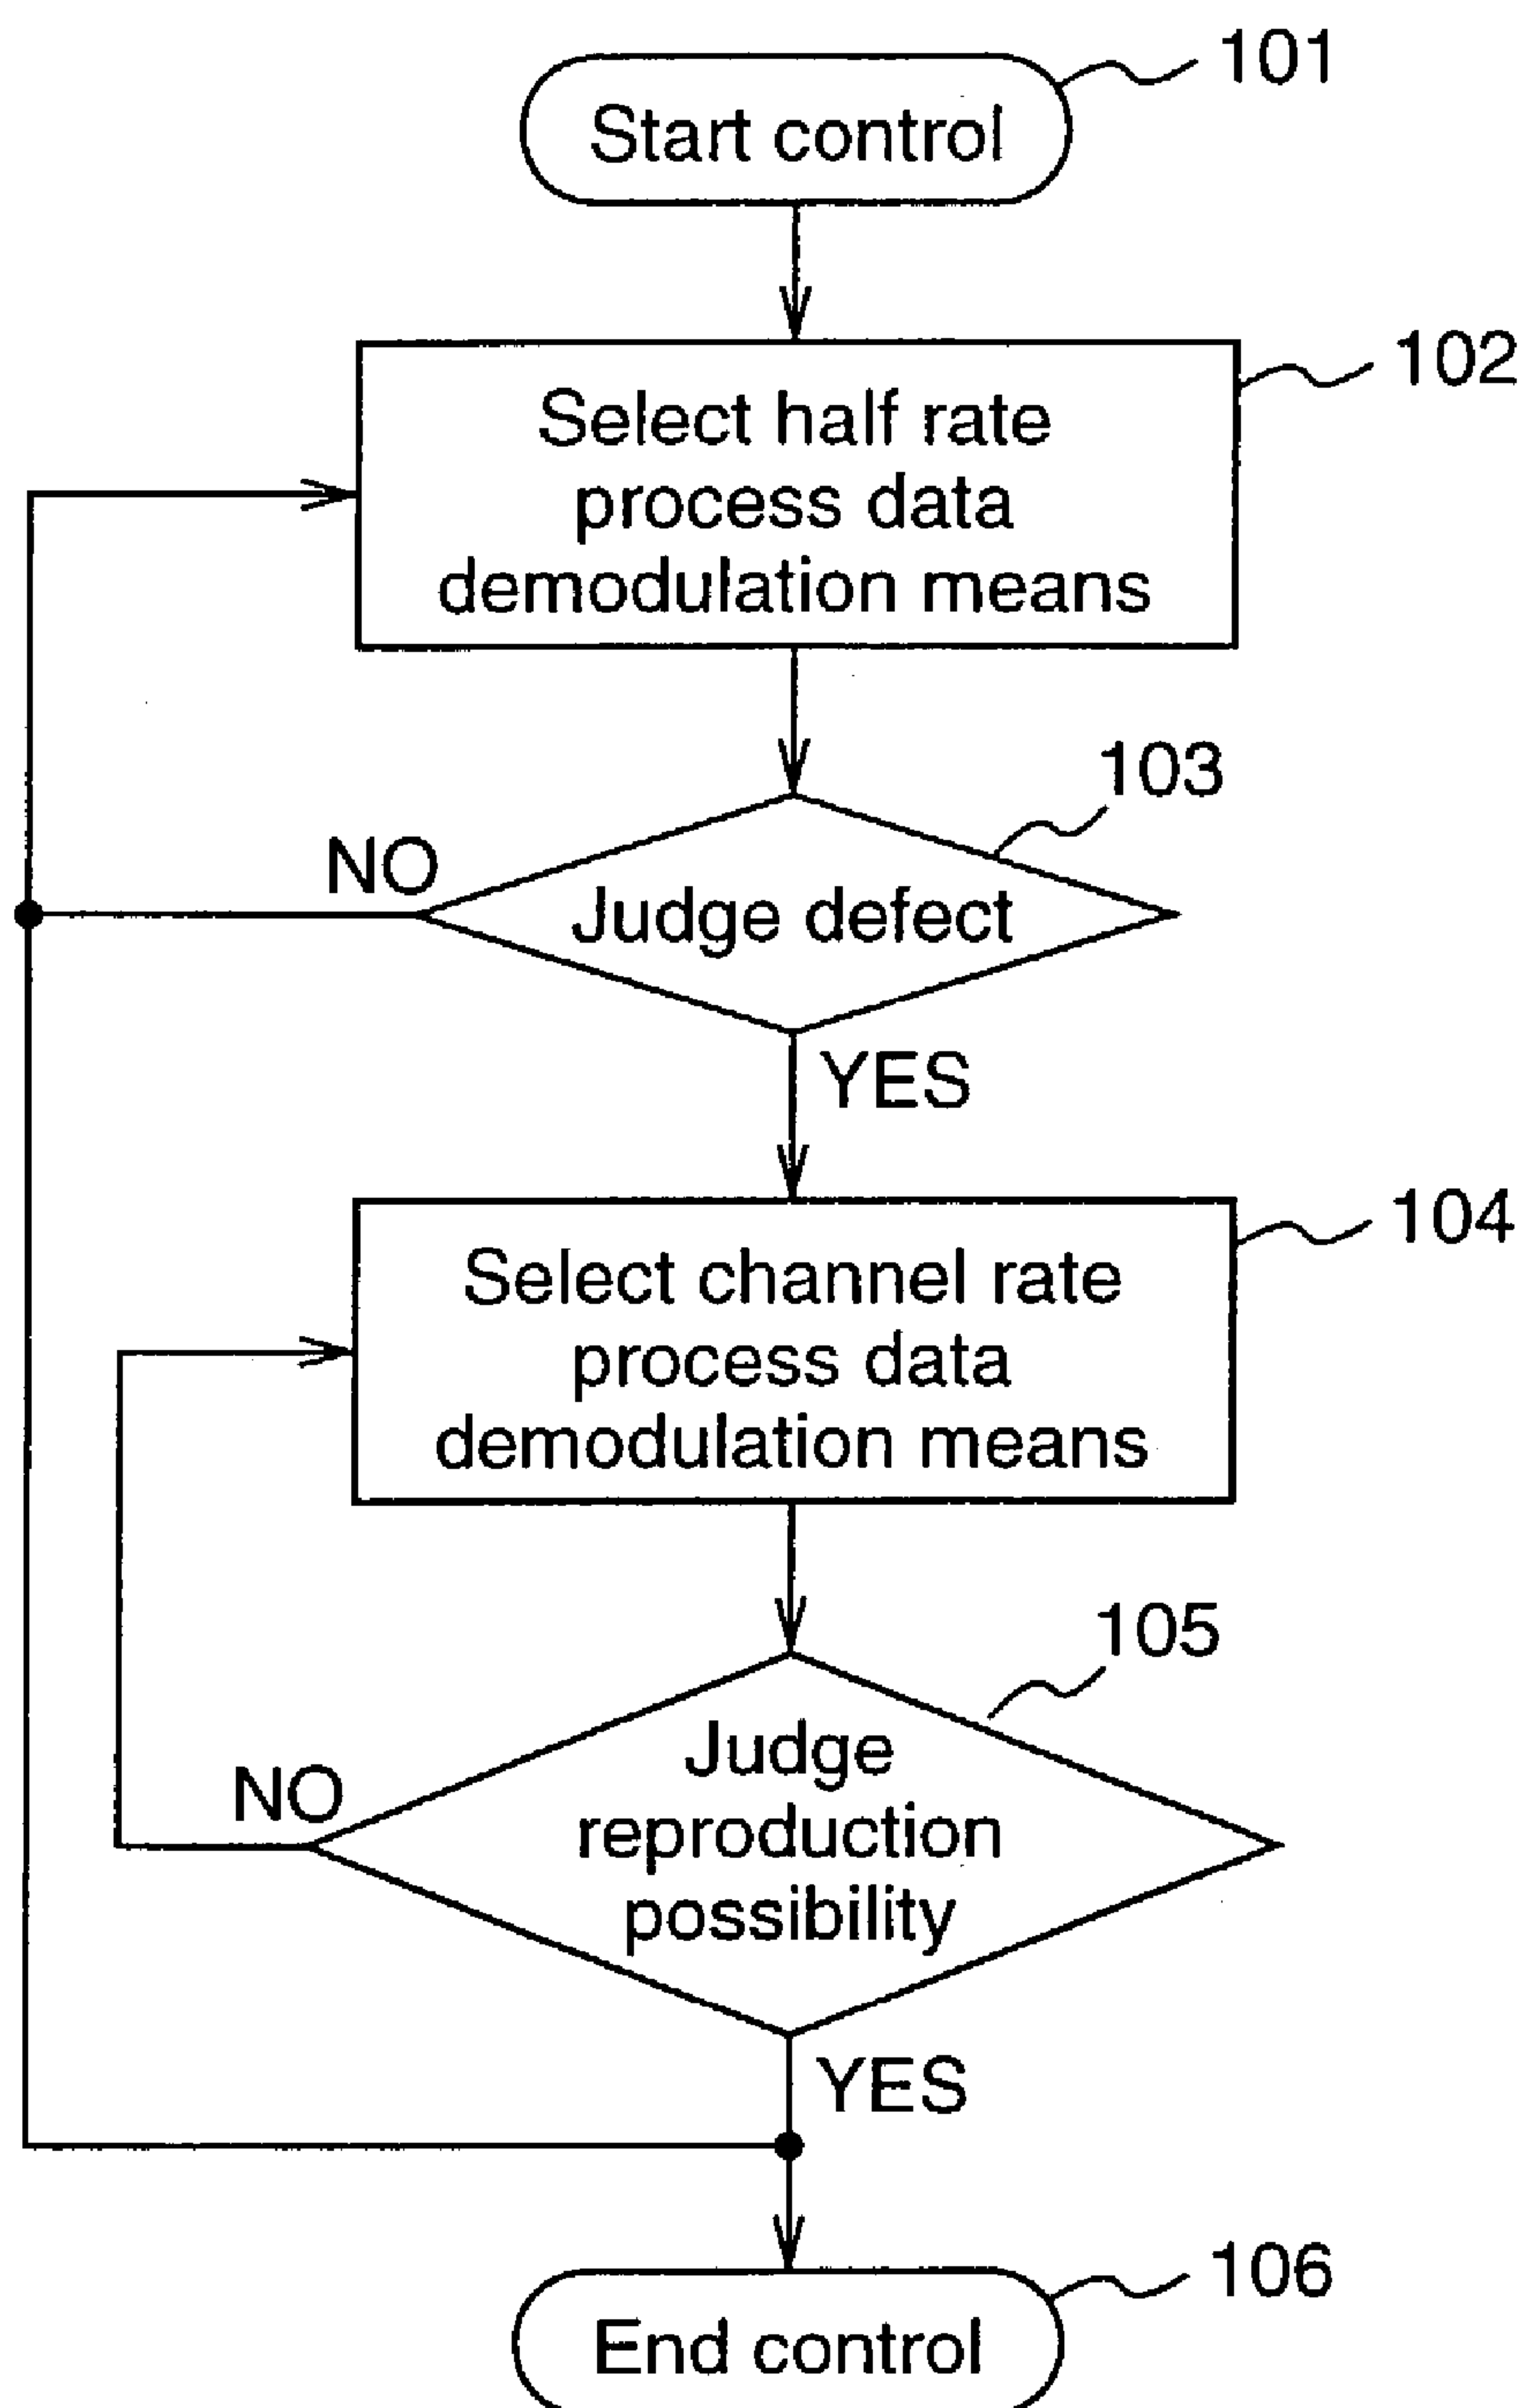 101
Start control
102
Select half rate
process data
demodulation means
103
NO
Judge defect
YES
104
Select channel rate
process data
demodulation means
105
NO
Judge
reproduction
possibility
YES
106
End control